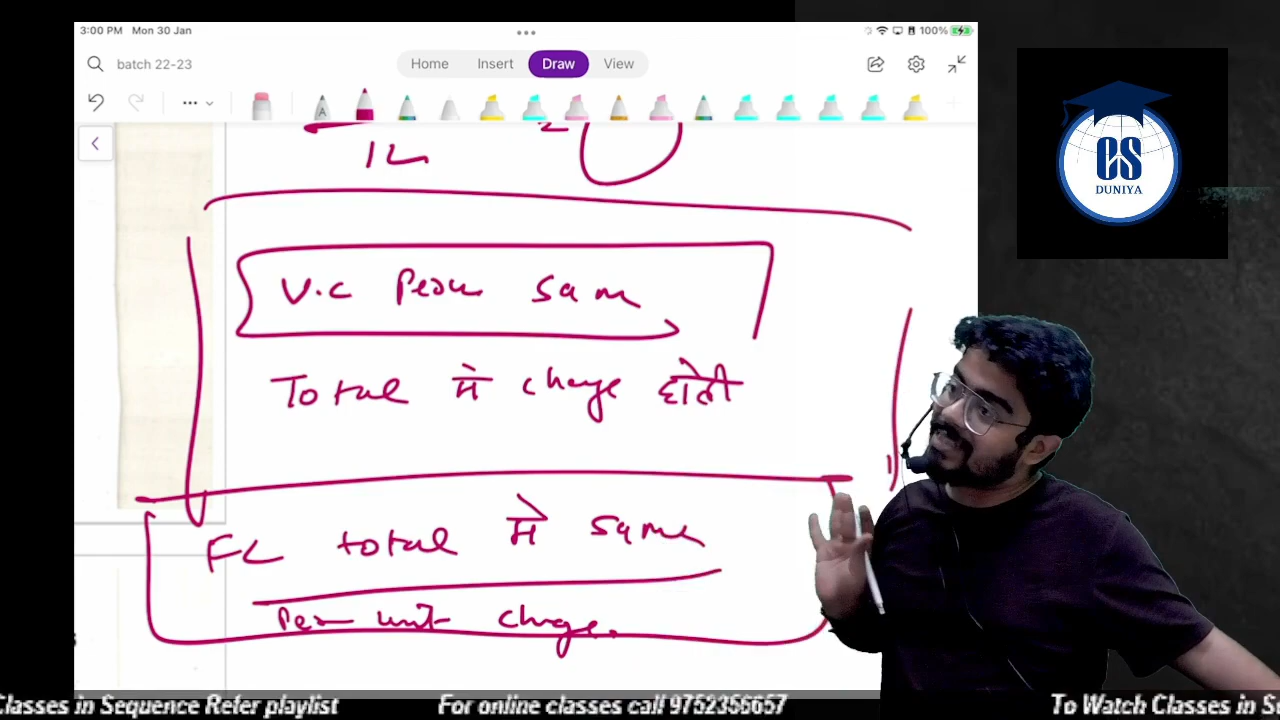 3:00 PM Mon 30 Jan
100%
batch 22-23
Home Insert Draw View
12
CS
DUNIYA
V.C Per u Sam
Total में change होती
FC total में Same
Per unit change.
Classes in Sequence Refer playlist For online classes call 9752356657 To Watch Classes in S